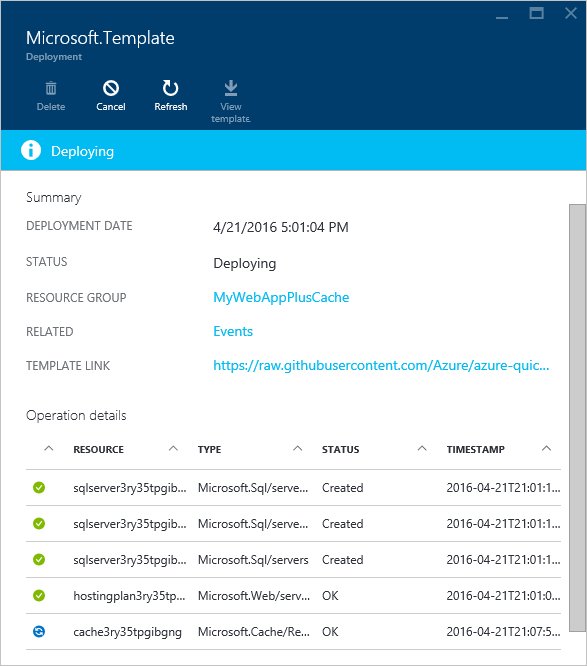 Microsoft.Template
Deployment
Delete Cancel Refresh View template
Deploying
Summary
DEPLOYMENT DATE 4/21/2016 5:01:04 PM
STATUS Deploying
RESOURCE GROUP MyWebAppPlusCache
RELATED Events
TEMPLATE LINK https://raw.githubusercontent.com/Azure/azure-quic...
Operation details
RESOURCE TYPE STATUS TIMESTAMP
sqlserver3ry35tpgib... Microsoft.Sql/serve... Created 2016-04-21T21:01:1...
sqlserver3ry35tpgib... Microsoft.Sql/serve... Created 2016-04-21T21:01:1...
sqlserver3ry35tpgib... Microsoft.Sql/servers Created 2016-04-21T21:01:1...
hostingplan3ry35tp... Microsoft.Web/serv... OK 2016-04-21T21:01:0...
cache3ry35tpgibgng Microsoft.Cache/Re... OK 2016-04-21T21:07:5...